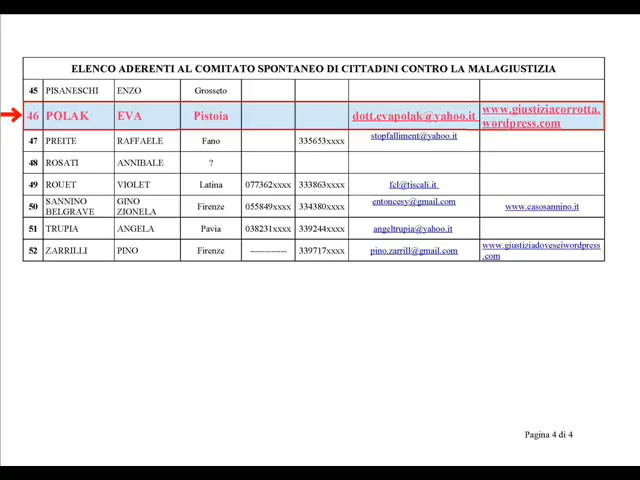 ELENCO ADERENTI AL COMITATO SPONTANEO DI CITTADINI CONTRO LA MALAGIUSTIZIA
45 PISANESCHI ENZO Grosseto
46 POLAK EVA Pistoia dott.evapolak@yahoo.it www.giustiziacorrotta.
wordpress.com
47 PREITE RAFFAELE Fano 335653xxxx stopfalliment@yahoo.it
48 ROSATI ANNIBALE ?
49 ROUET VIOLET Latina 077362xxxx 333863xxxx fcl@tiscali.it
50 SANNINO GINO Firenze 055849xxxx 334380xxxx entoncesy@gmail.com www.casosannino.it
BELGRAVE ZIONELA
51 TRUPIA ANGELA Pavia 038231xxxx 339244xxxx angeltrupia@yahoo.it
52 ZARRILLI PINO Firenze ------------ 339717xxxx pino.zarrill@gmail.com www.giustiziadoveseiwordpress
.com
Pagina 4 di 4